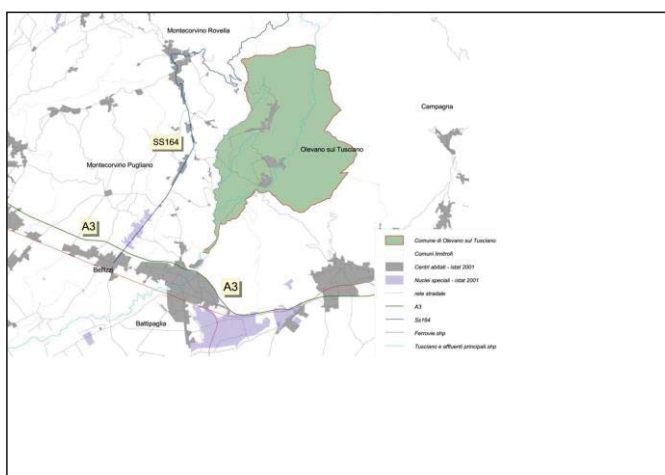 Montecorvino Rovella
Campagna
SS164
Olevano sul Tusciano
Montecorvino Pugliano
A3
Bellizzi
A3
Battipaglia
Comune di Olevano sul Tusciano
Comuni limitrofi
Centri abitati - istat 2001
Nuclei speciali - istat 2001
rete stradale
A3
Ss164
Ferrovie.shp
Tusciano e affluenti principali.shp